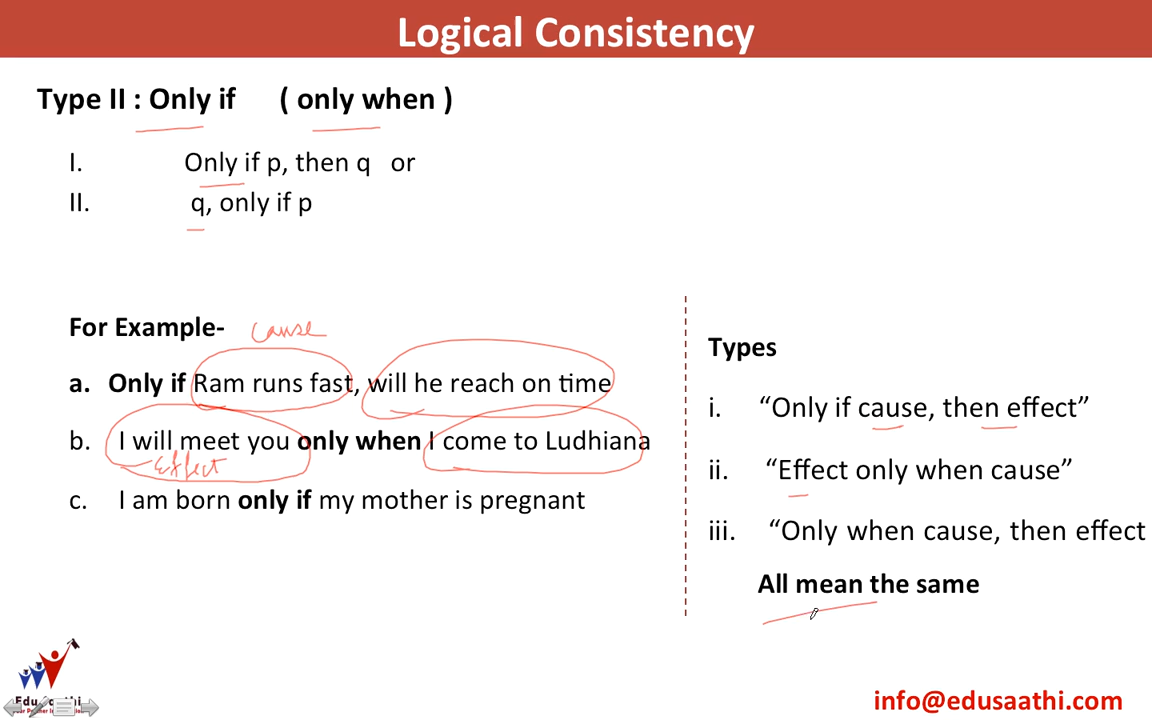 Logical Consistency
Type II : Only if ( only when )
I. Only if p, then q or
II. q, only if p
For Example- cause
a. Only if Ram runs fast, will he reach on time
b. I will meet you only when I come to Ludhiana
Effect
c. I am born only if my mother is pregnant
Types
i. “Only if cause, then effect”
ii. “Effect only when cause”
iii. “Only when cause, then effect
All mean the same
info@edusaathi.com